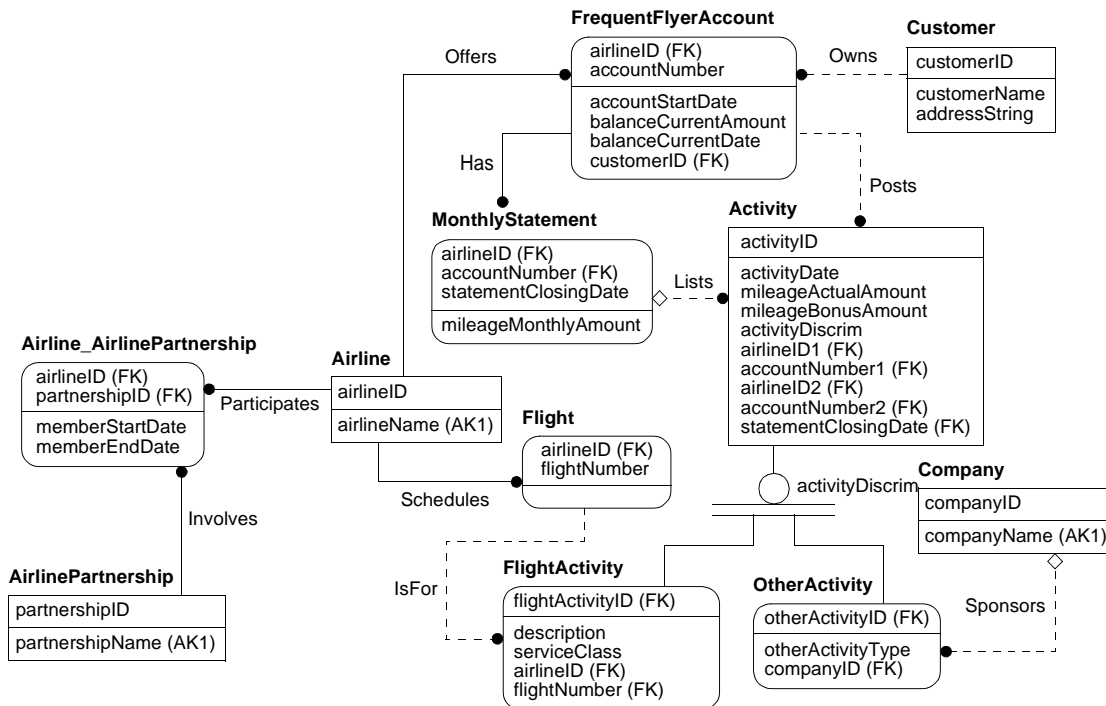 FrequentFlyerAccount
airlineID (FK)
accountNumber
accountStartDate
balanceCurrentAmount
balanceCurrentDate
customerID (FK)
Customer
customerID
customerName
addressString
Offers
Owns
Has
Posts
MonthlyStatement
airlineID (FK)
accountNumber (FK)
statementClosingDate
mileageMonthlyAmount
Lists
Activity
activityID
activityDate
mileageActualAmount
mileageBonusAmount
activityDiscrim
airlineID1 (FK)
accountNumber1 (FK)
airlineID2 (FK)
accountNumber2 (FK)
statementClosingDate (FK)
Airline_AirlinePartnership
airlineID (FK)
partnershipID (FK)
memberStartDate
memberEndDate
Participates
Airline
airlineID
airlineName (AK1)
Flight
airlineID (FK)
flightNumber
Schedules
activityDiscrim
Company
companyID
companyName (AK1)
Involves
AirlinePartnership
partnershipID
partnershipName (AK1)
IsFor
FlightActivity
flightActivityID (FK)
description
serviceClass
airlineID (FK)
flightNumber (FK)
OtherActivity
otherActivityID (FK)
otherActivityType
companyID (FK)
Sponsors